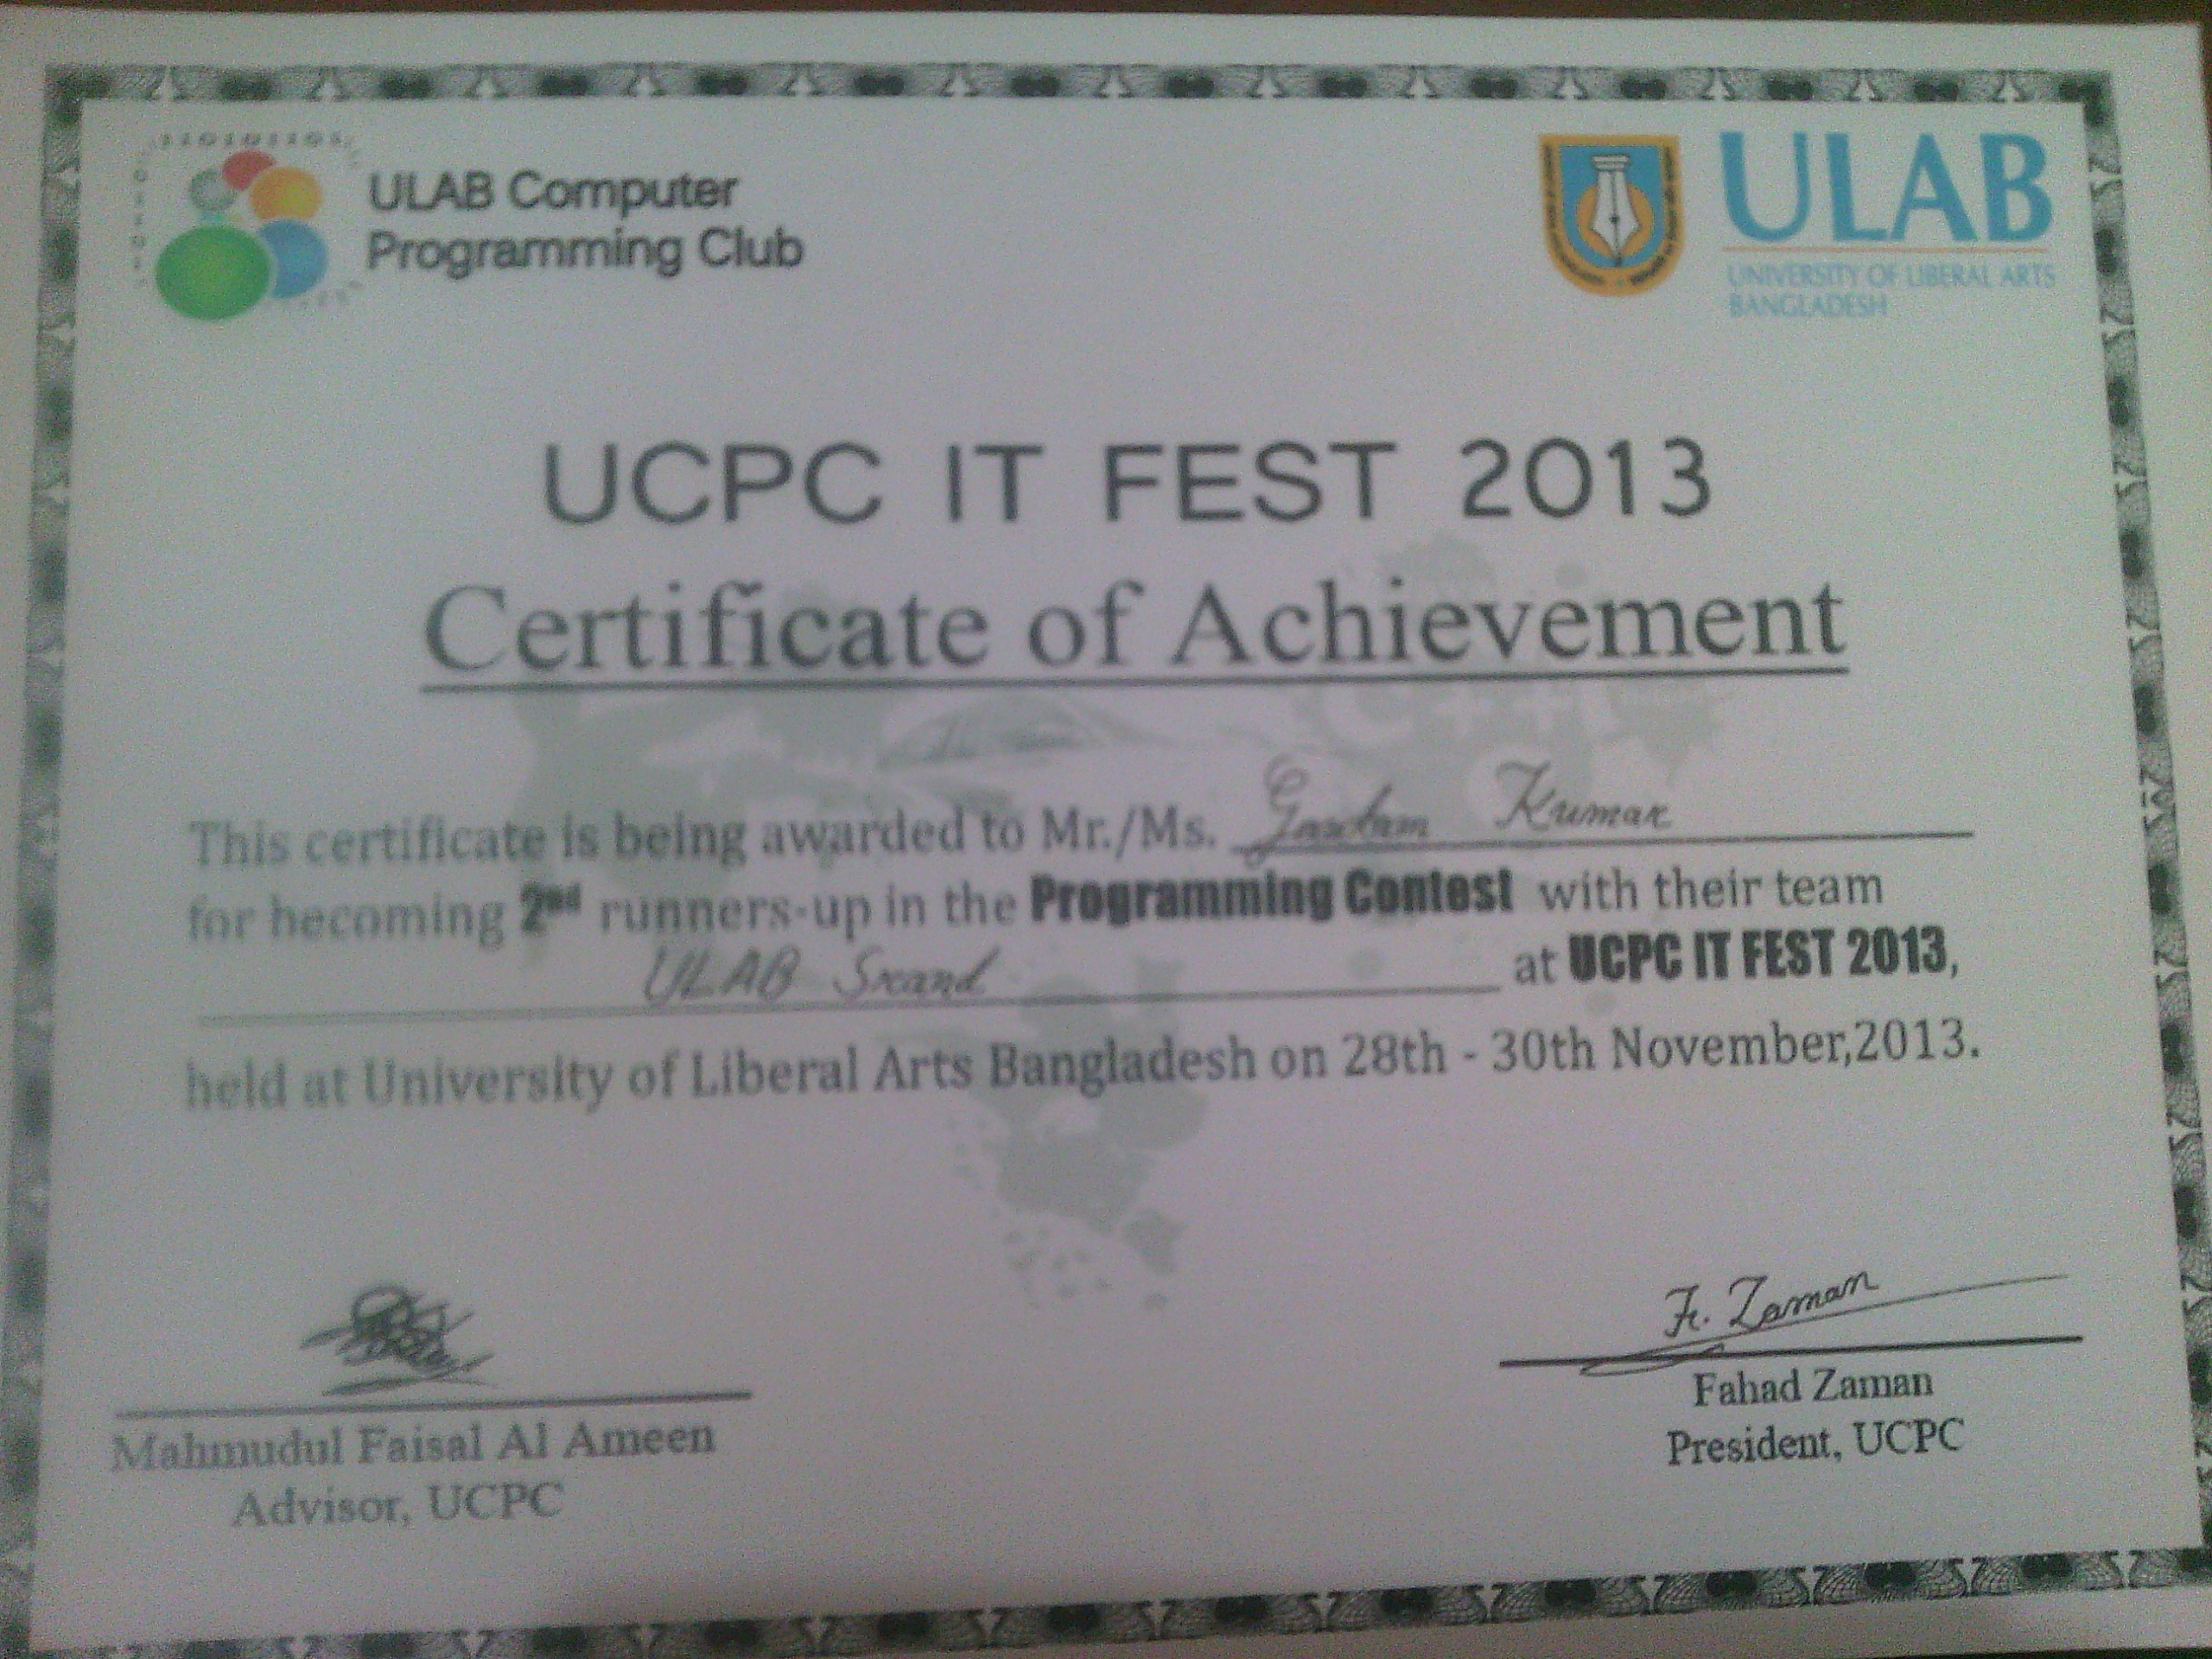 ULAB Computer
Programming Club
ULAB
UNIVERSITY OF LIBERAL ARTS
BANGLADESH
UCPC IT FEST 2013
Certificate of Achievement
This certificate is being awarded to Mr./Ms. Gautam Kumar
for becoming 2nd runners-up in the Programming Contest with their team
ULAB at UCPC IT FEST 2013,
held at University of Liberal Arts Bangladesh on 28th - 30th November,2013.
F. Zaman
Mahmudul Faisal Al Ameen
Advisor, UCPC
Fahad Zaman
President, UCPC